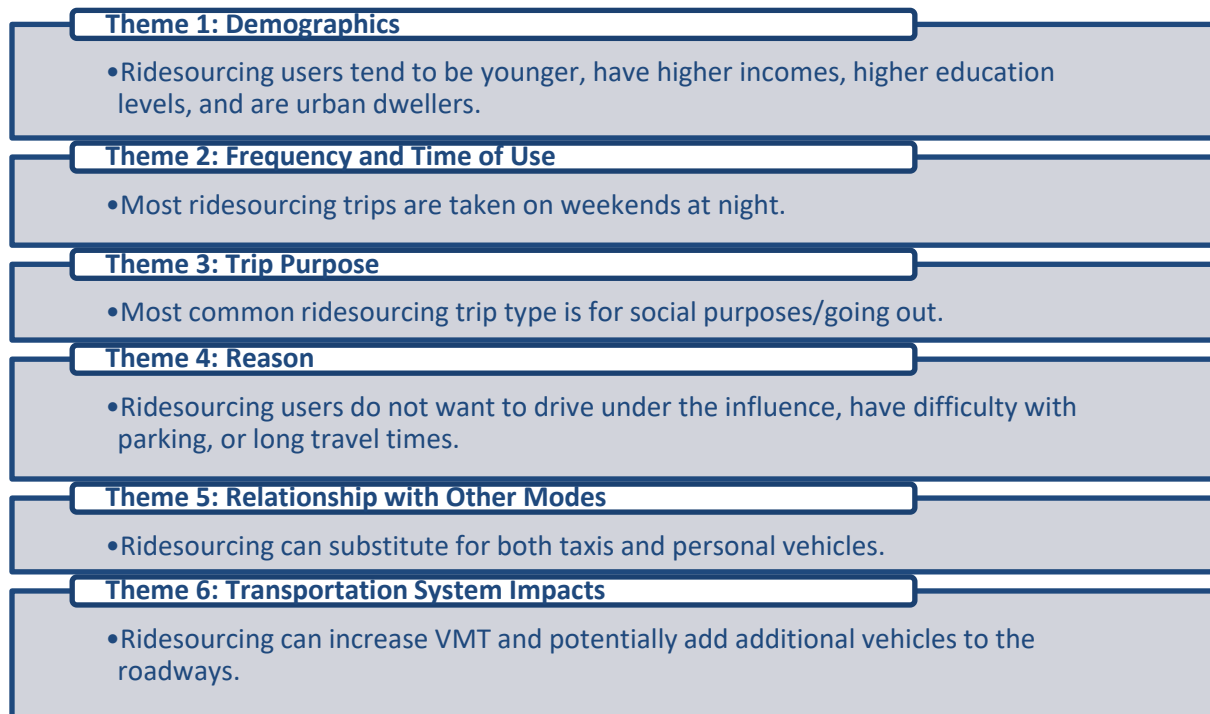 Theme 1: Demographics
•Ridesourcing users tend to be younger, have higher incomes, higher education
levels, and are urban dwellers.
Theme 2: Frequency and Time of Use
•Most ridesourcing trips are taken on weekends at night.
Theme 3: Trip Purpose
•Most common ridesourcing trip type is for social purposes/going out.
Theme 4: Reason
•Ridesourcing users do not want to drive under the influence, have difficulty with
parking, or long travel times.
Theme 5: Relationship with Other Modes
•Ridesourcing can substitute for both taxis and personal vehicles.
Theme 6: Transportation System Impacts
•Ridesourcing can increase VMT and potentially add additional vehicles to the
roadways.